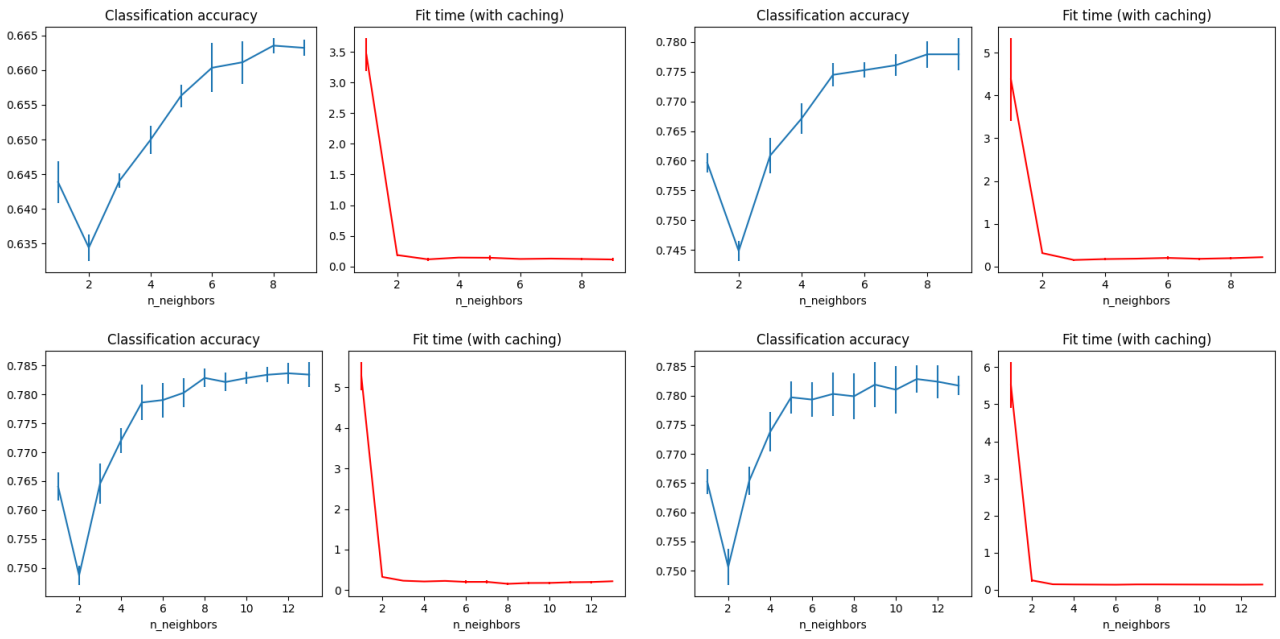 Classification accuracy
0.665
0.660
0.655
0.650
0.645
0.640
0.635
2 4 6 8
n_neighbors
Fit time (with caching)
3.5
3.0
2.5
2.0
1.5
1.0
0.5
0.0
2 4 6 8
n_neighbors
Classification accuracy
0.780
0.775
0.770
0.765
0.760
0.755
0.750
0.745
2 4 6 8
n_neighbors
Fit time (with caching)
5
4
3
2
1
0
2 4 6 8
n_neighbors
Classification accuracy
0.785
0.780
0.775
0.770
0.765
0.760
0.755
0.750
2 4 6 8 10 12
n_neighbors
Fit time (with caching)
5
4
3
2
1
0
2 4 6 8 10 12
n_neighbors
Classification accuracy
0.785
0.780
0.775
0.770
0.765
0.760
0.755
0.750
2 4 6 8 10 12
n_neighbors
Fit time (with caching)
6
5
4
3
2
1
0
2 4 6 8 10 12
n_neighbors